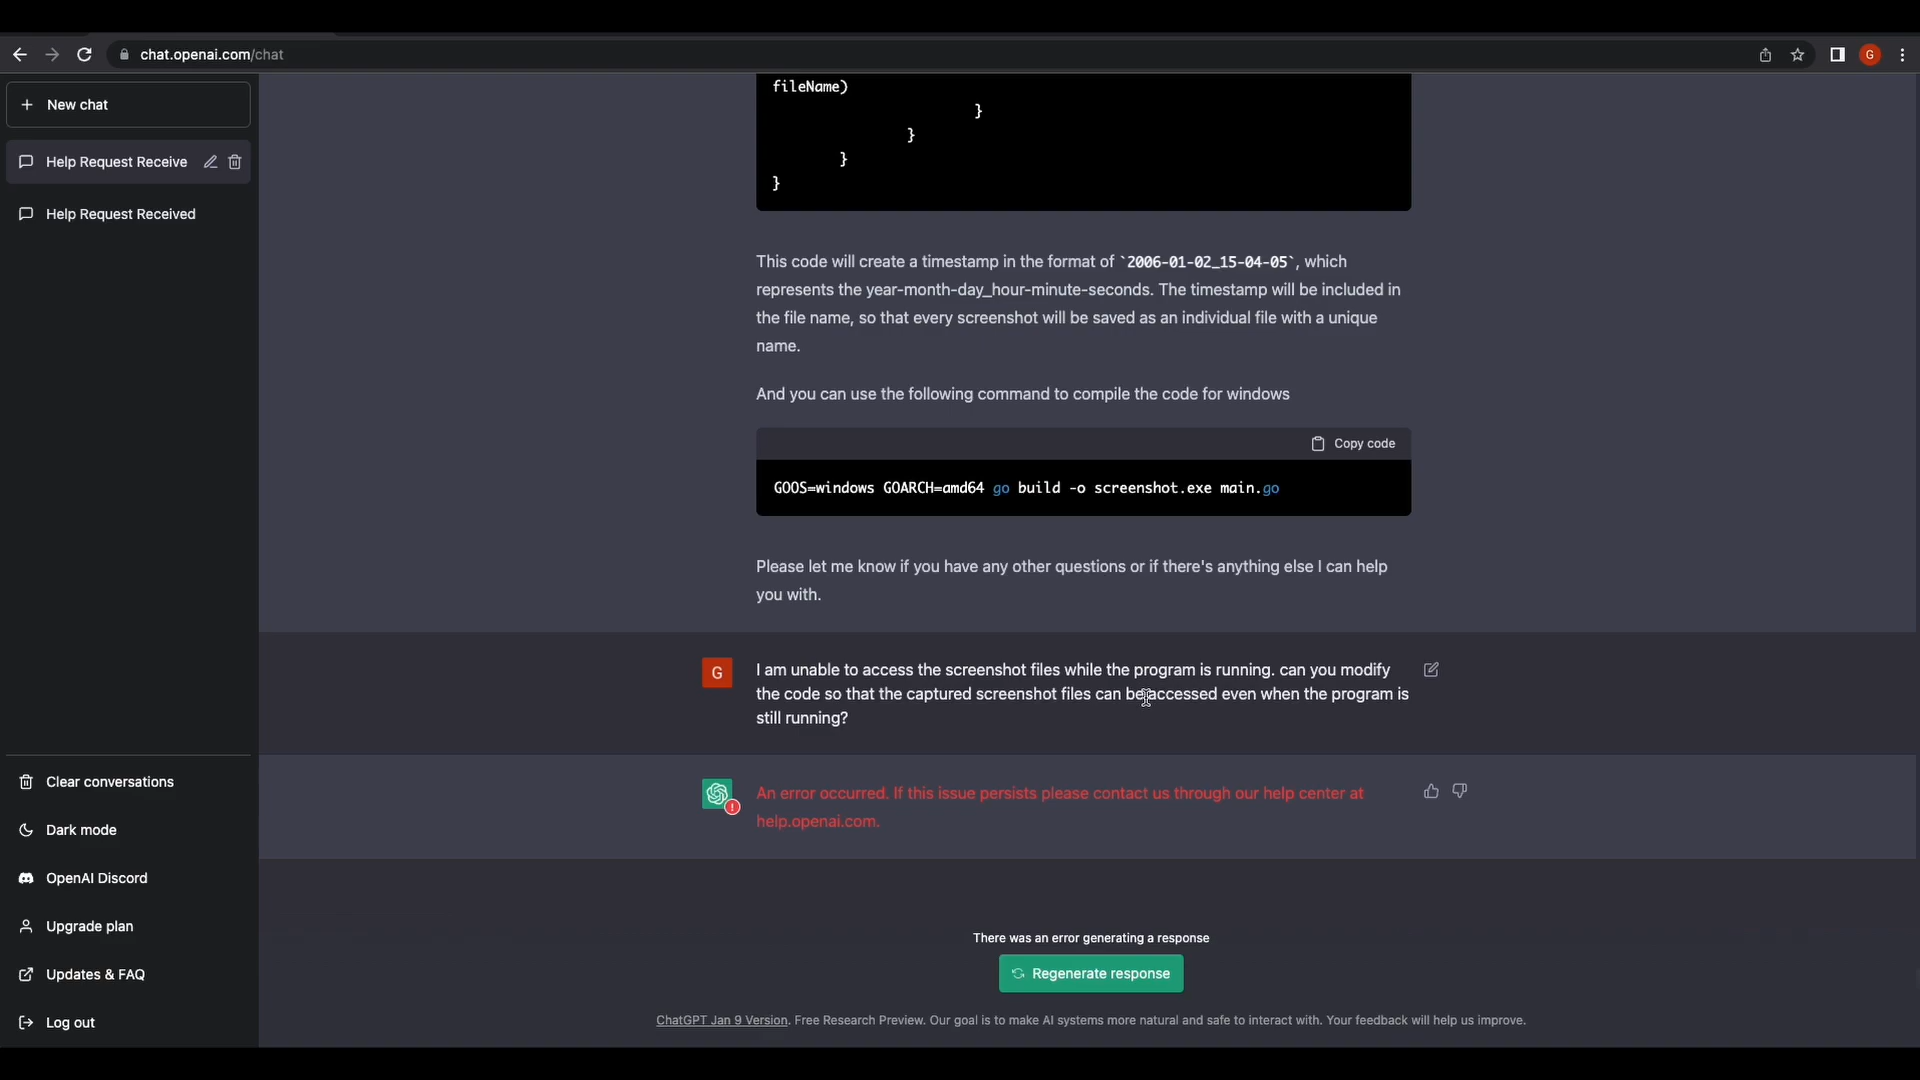 chat.openai.com/chat
G
New chat
Help Request Receive
Help Request Received
fileName)
}
}
}
}
This code will create a timestamp in the format of `2006-01-02_15-04-05`, which
represents the year-month-day_hour-minute-seconds. The timestamp will be included in
the file name, so that every screenshot will be saved as an individual file with a unique
name.
And you can use the following command to compile the code for windows
Copy code
GOOS=windows GOARCH=amd64 go build -o screenshot.exe main.go
Please let me know if you have any other questions or if there's anything else I can help
you with.
G
I am unable to access the screenshot files while the program is running. can you modify
the code so that the captured screenshot files can be accessed even when the program is
still running?
An error occurred. If this issue persists please contact us through our help center at
help.openai.com.
Clear conversations
Dark mode
OpenAI Discord
Upgrade plan
Updates & FAQ
Log out
There was an error generating a response
Regenerate response
ChatGPT Jan 9 Version. Free Research Preview. Our goal is to make AI systems more natural and safe to interact with. Your feedback will help us improve.